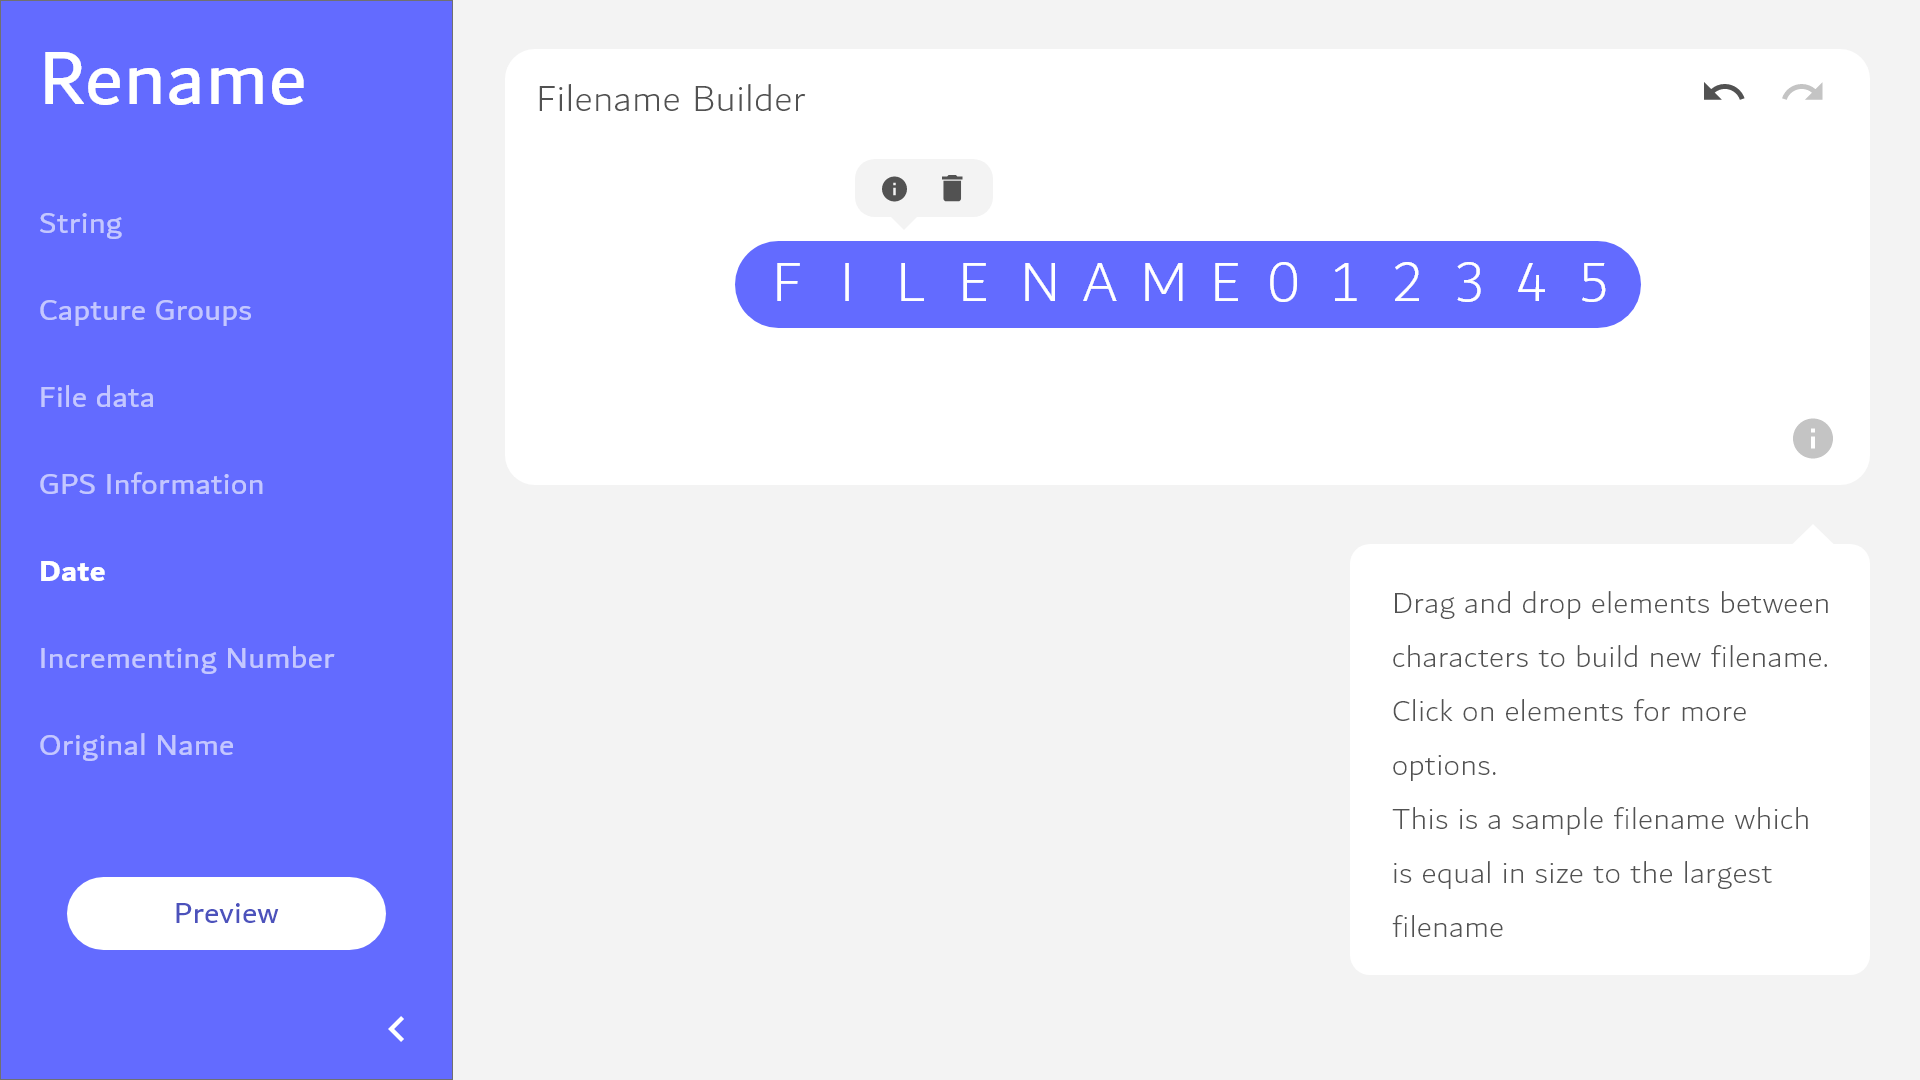 Rename
String
Capture Groups
File data
GPS Information
Date
Incrementing Number
Original Name
Preview
Filename Builder
F I L E N A M E 0 1 2 3 4 5
Drag and drop elements between
characters to build new filename.
Click on elements for more
options.
This is a sample filename which
is equal in size to the largest
filename